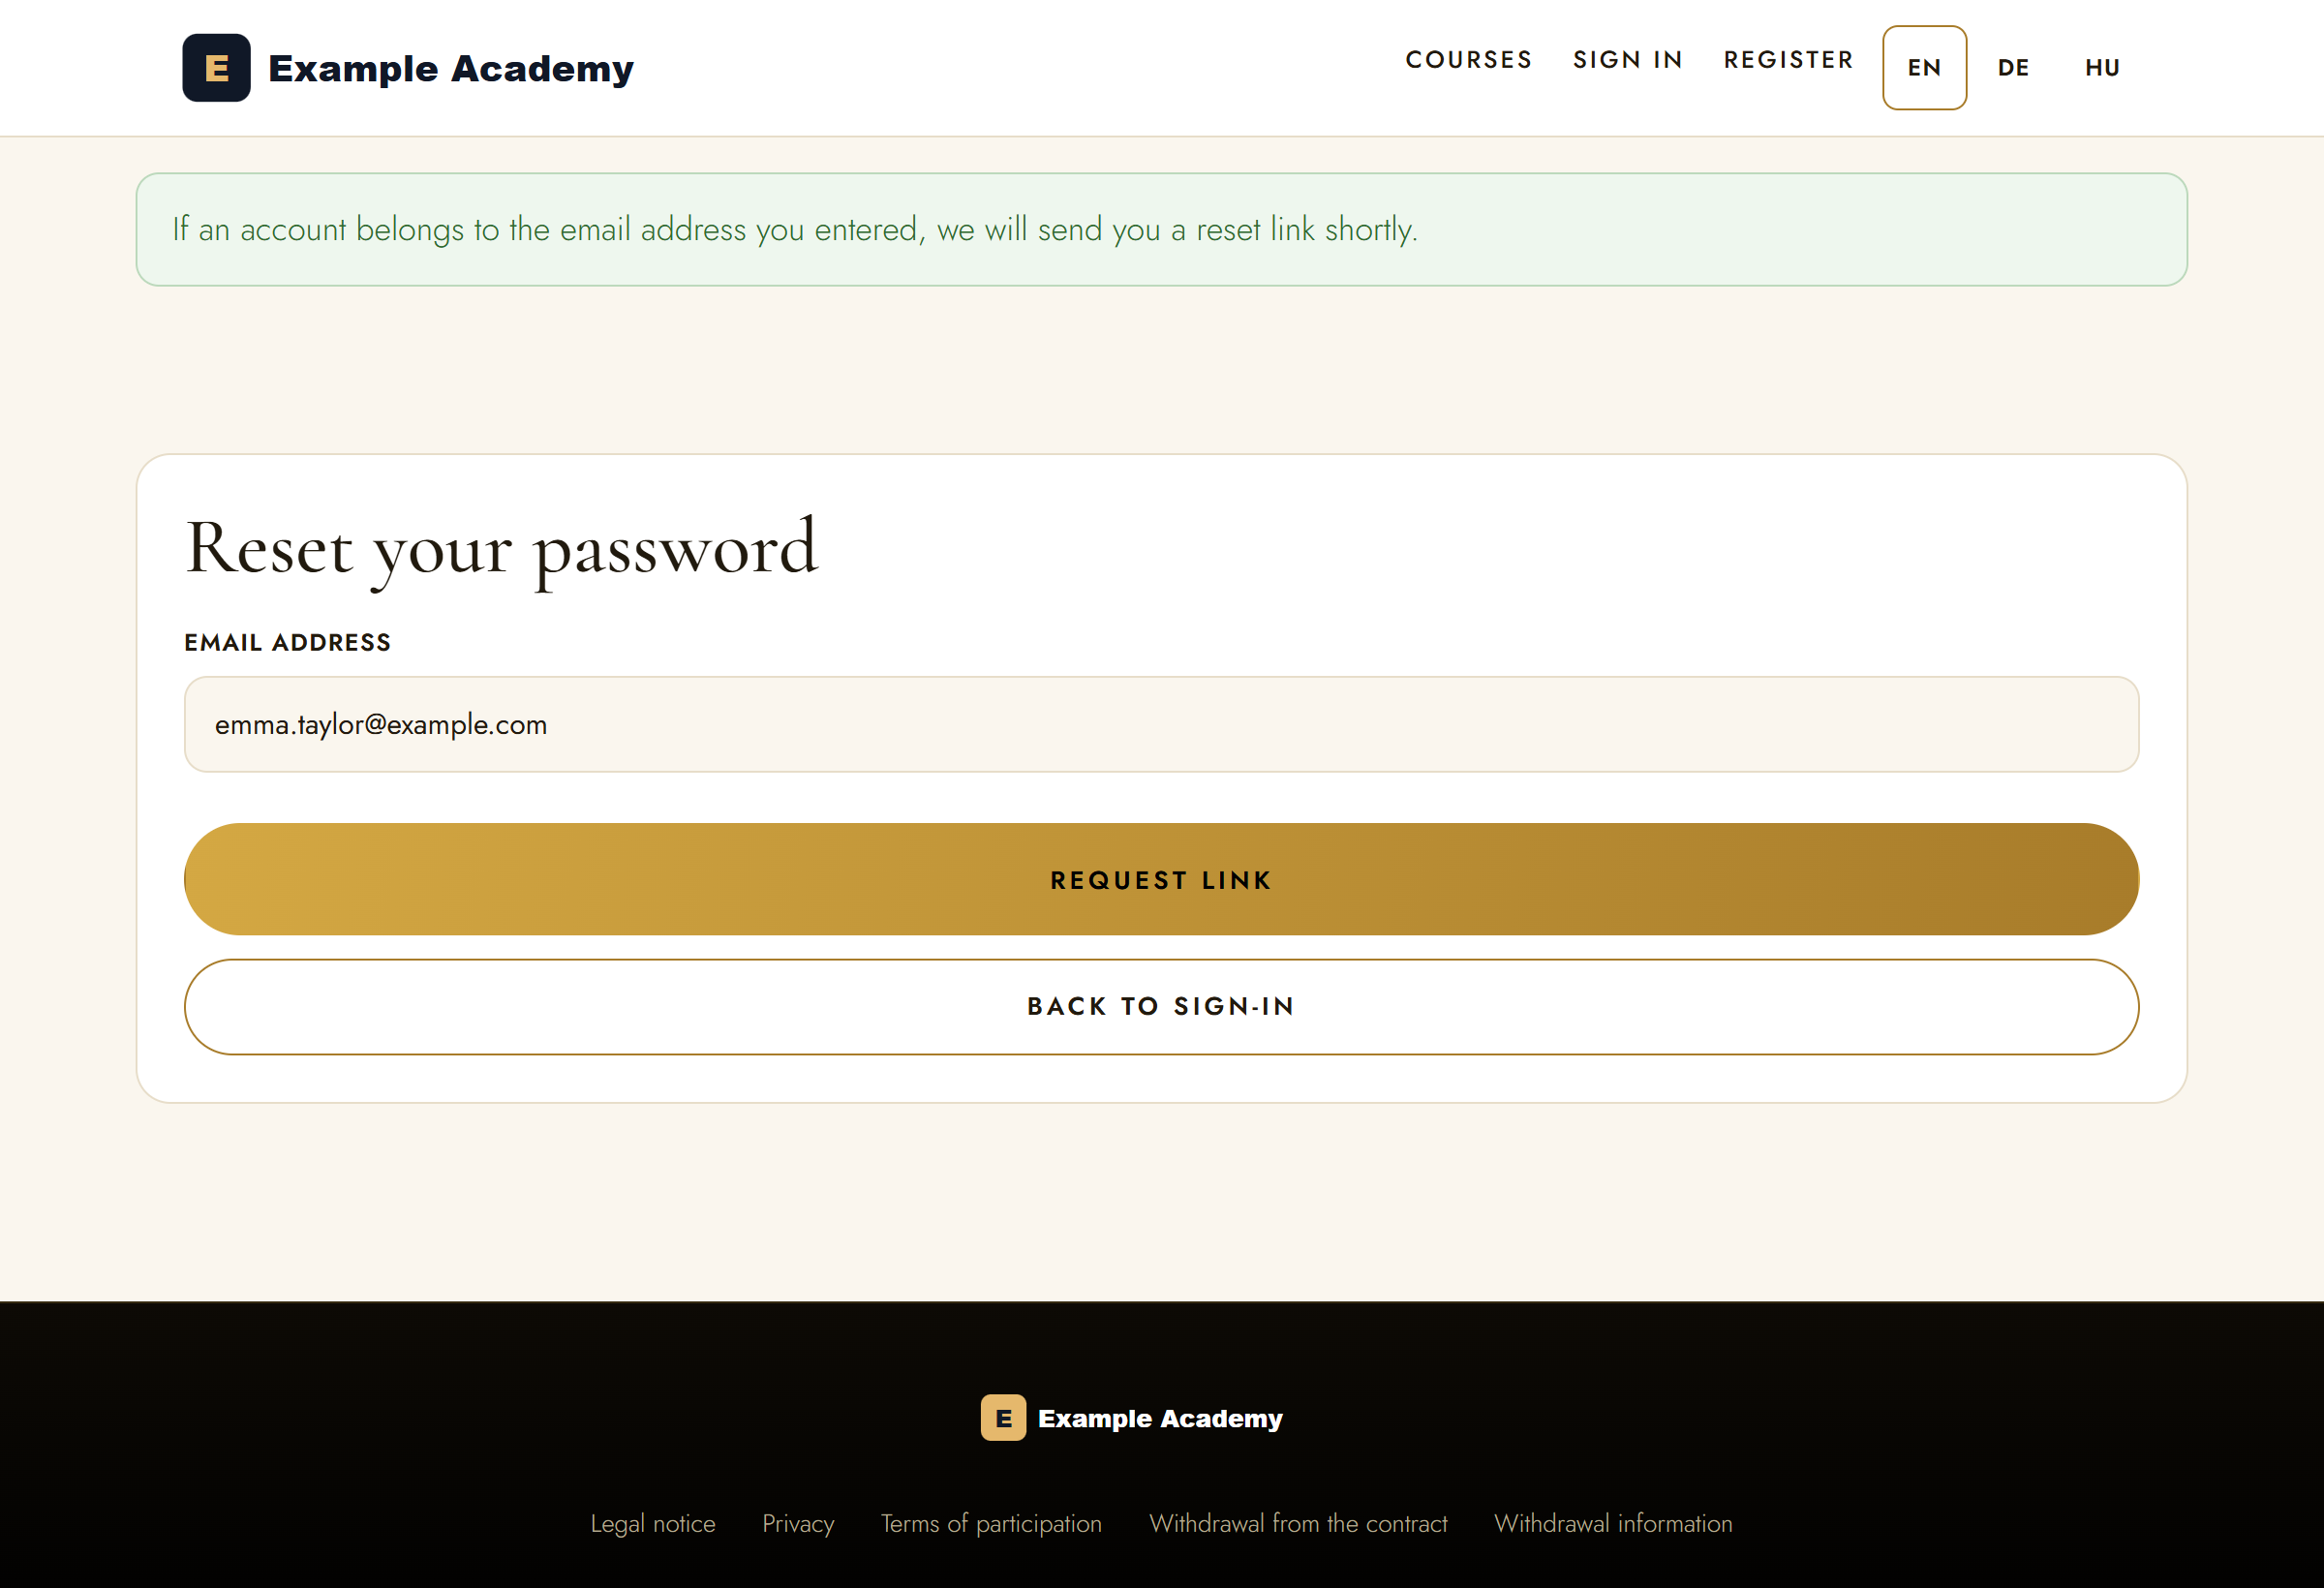 E Example Academy
COURSES SIGN IN REGISTER EN DE HU
If an account belongs to the email address you entered, we will send you a reset link shortly.
Reset your password
EMAIL ADDRESS
emma.taylor@example.com
REQUEST LINK
BACK TO SIGN-IN
E Example Academy
Legal notice Privacy Terms of participation Withdrawal from the contract Withdrawal information